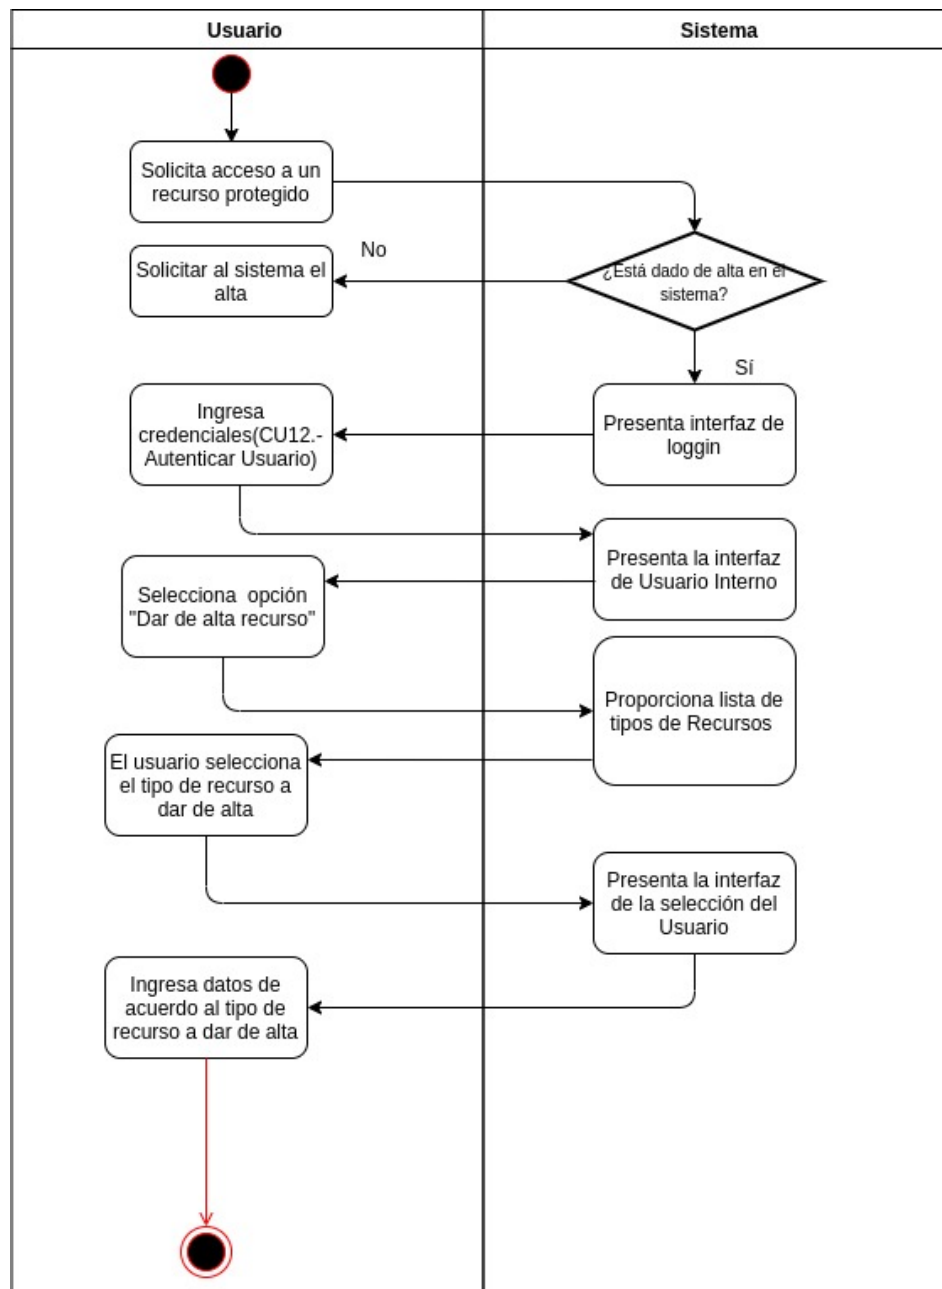 Usuario
Sistema
Solicita acceso a un
recurso protegido
¿Está dado de alta en el
sistema?
No
Solicitar al sistema el
alta
Sí
Presenta interfaz de
loggin
Ingresa
credenciales(CU12.-
Autenticar Usuario)
Presenta la interfaz
de Usuario Interno
Selecciona opción
"Dar de alta recurso"
Proporciona lista de
tipos de Recursos
El usuario selecciona
el tipo de recurso a
dar de alta
Presenta la interfaz
de la selección del
Usuario
Ingresa datos de
acuerdo al tipo de
recurso a dar de alta